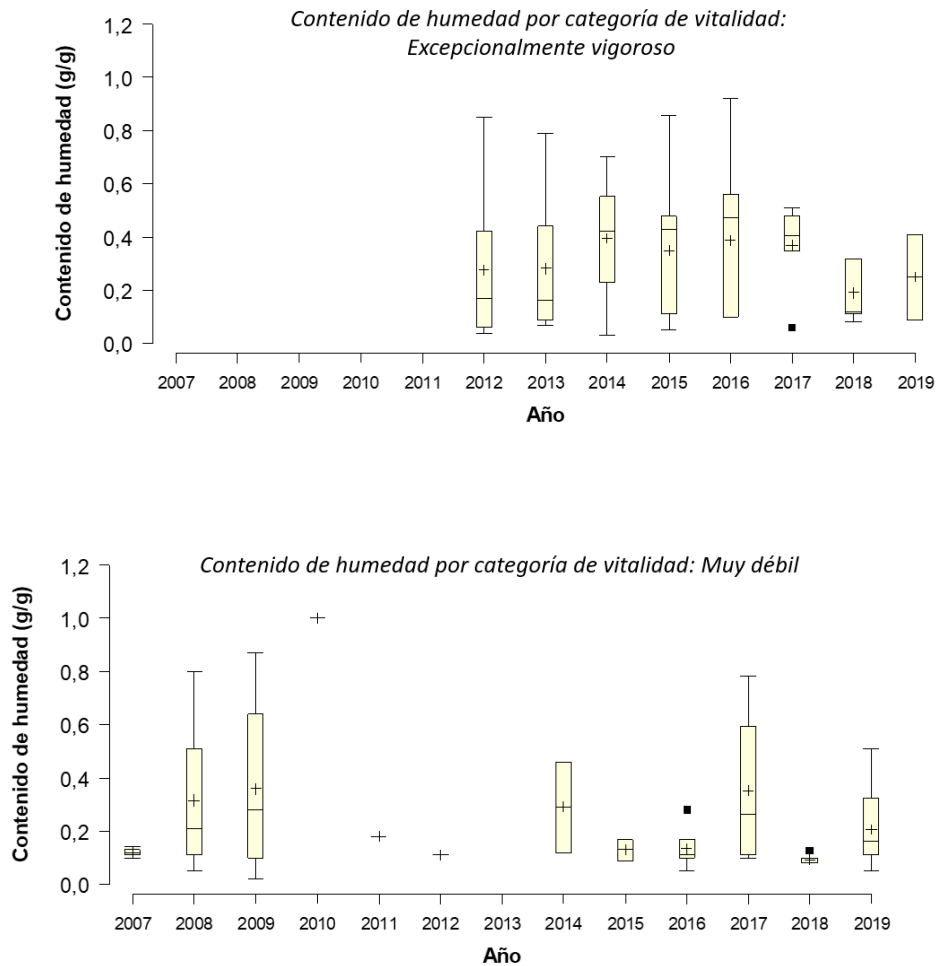 Contenido de humedad por categoría de vitalidad:
Excepcionalmente vigoroso
Contenido de humedad (g/g)
1,2
1,0
0,8
0,6
0,4
0,2
0,0
2007 2008 2009 2010 2011 2012 2013 2014 2015 2016 2017 2018 2019
Año
Contenido de humedad por categoría de vitalidad: Muy débil
Contenido de humedad (g/g)
1,2
1,0
0,8
0,6
0,4
0,2
0,0
2007 2008 2009 2010 2011 2012 2013 2014 2015 2016 2017 2018 2019
Año